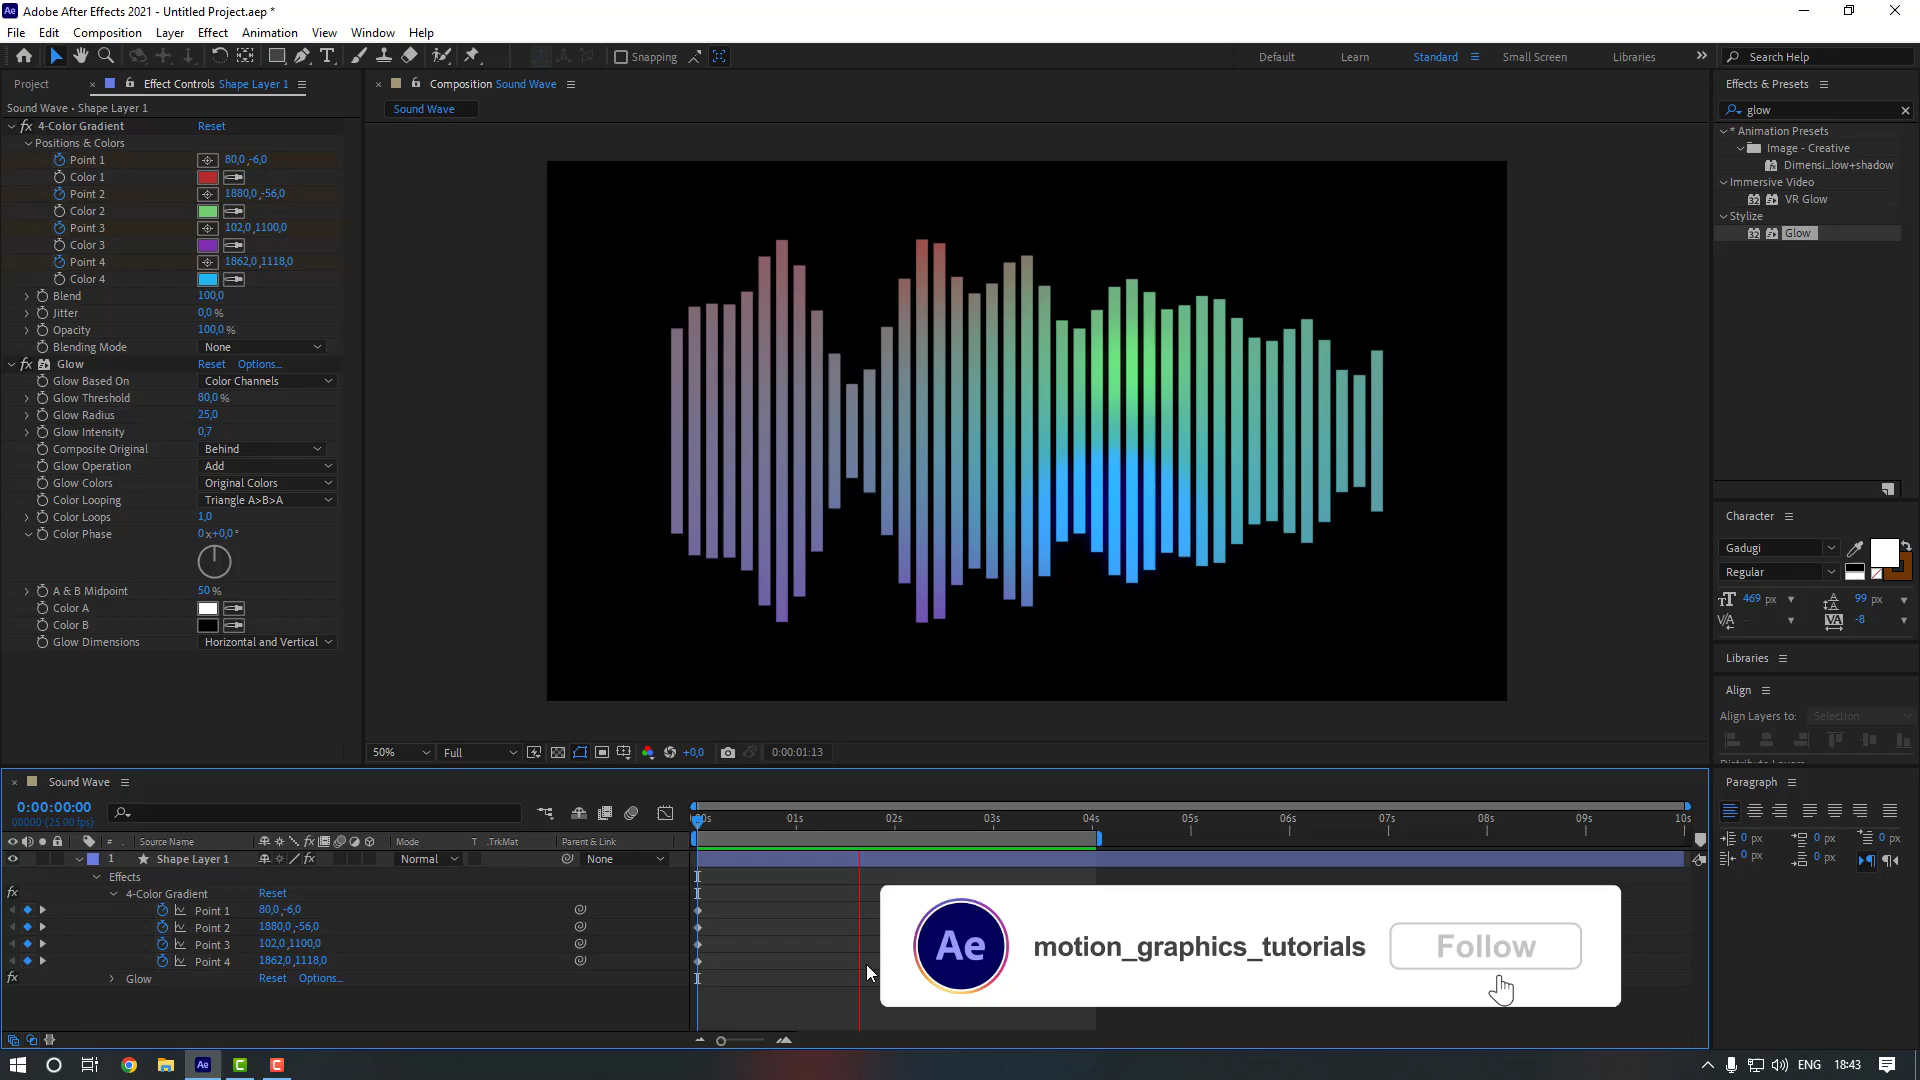 Ae Adobe After Effects 2021 - Untitled Project.aep *
File Edit Composition Layer Effect Animation View Window Help
Snapping Default Learn Standard Small Screen Libraries Search Help
Project Effect Controls Shape Layer 1
Composition Sound Wave
Effects & Presets
Sound Wave • Shape Layer 1
Sound Wave
glow
4-Color Gradient Reset
Positions & Colors
Point 1 80,0,-6,0
Color 1
Point 2 1880,0,-56,0
Color 2
Point 3 102,0,1100,0
Color 3
Point 4 1862,0,1118,0
Color 4
Blend 100,0
Jitter 0,0 %
Opacity 100,0 %
Blending Mode None
Glow Reset Options...
Glow Based On Color Channels
Glow Threshold 80,0 %
Glow Radius 25,0
Glow Intensity 0,7
Composite Original Behind
Glow Operation Add
Glow Colors Original Colors
Color Looping Triangle A>B>A
Color Loops 1,0
Color Phase 0x+0,0°
A & B Midpoint 50 %
Color A
Color B
Glow Dimensions Horizontal and Vertical
* Animation Presets
Image - Creative
Dimensi...low+shadow
Immersive Video
32 VR Glow
Stylize
32 Glow
Character
Gadugi
Regular
469 px 99 px
-8
Libraries
Align
Align Layers to: Selection
Paragraph
0 px 0 px 0 px
0 px 0 px
50% Full +0,0 0:00:01:13
Sound Wave
0:00:00:00
00000 (25.00 fps)
# Source Name Mode T .TrkMat Parent & Link
01s 02s 03s 04s 05s 06s 07s 08s 09s 10s
1 Shape Layer 1 Normal None
Effects
fx 4-Color Gradient Reset
Point 1 80,0,-6,0
Point 2 1880,0,-56,0
Point 3 102,0,1100,0
Point 4 1862,0,1118,0
fx Glow Reset Options...
Ae motion_graphics_tutorials Follow
Ae ENG 18:43